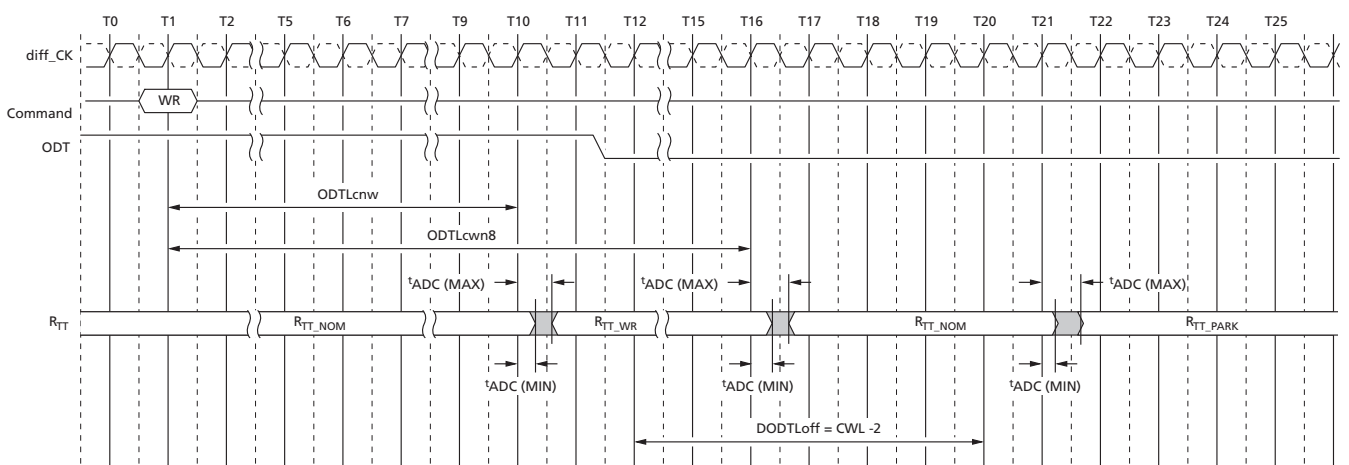 T0 T1 T2 T5 T6 T7 T9 T10 T11 T12 T15 T16 T17 T18 T19 T20 T21 T22 T23 T24 T25
diff_CK
WR
Command
ODT
ODTLcnw
ODTLcwn8
tADC (MAX) tADC (MAX) tADC (MAX)
RTT RTT_NOM RTT_WR RTT_NOM RTT_PARK
tADC (MIN) tADC (MIN) tADC (MIN)
DODTLoff = CWL -2